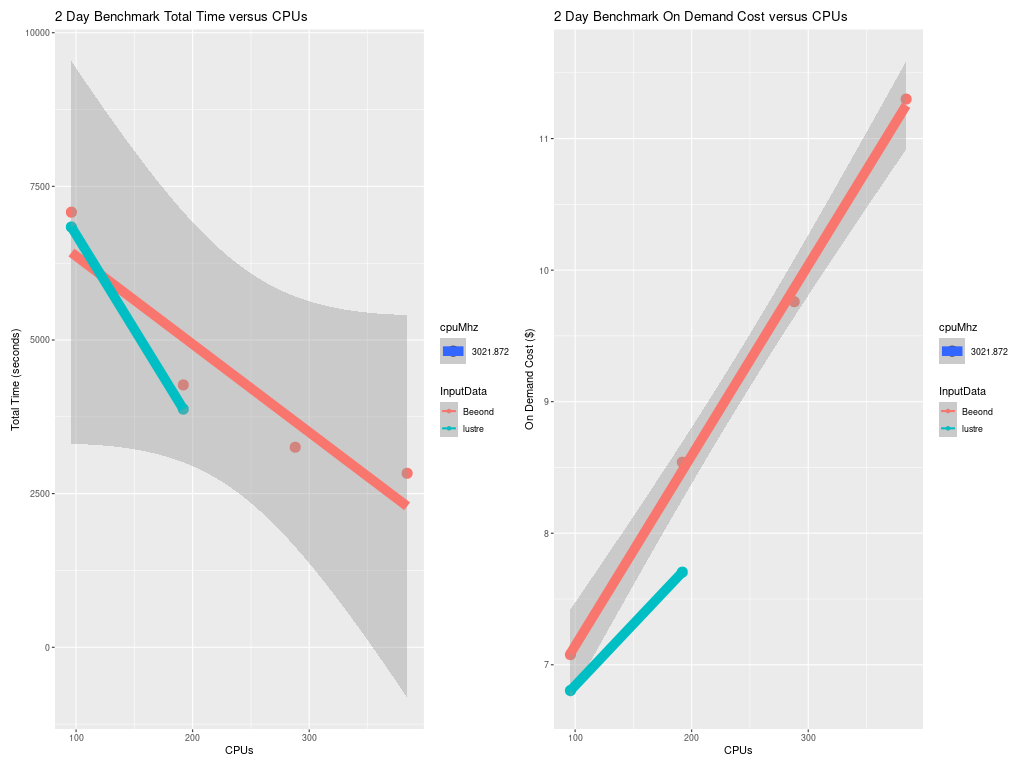 2 Day Benchmark Total Time versus CPUs
10000
7500
5000
2500
0
Total Time (seconds)
100
200
300
CPUs
cpuMhz
3021.872
InputData
Beeond
lustre
2 Day Benchmark On Demand Cost versus CPUs
11
10
9
8
7
On Demand Cost ($)
100
200
300
CPUs
cpuMhz
3021.872
InputData
Beeond
lustre